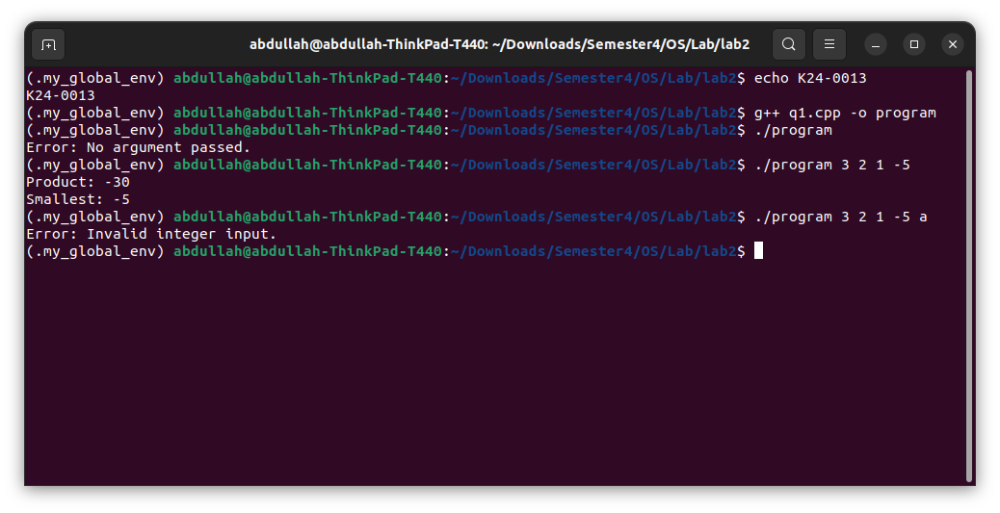 abdullah@abdullah-ThinkPad-T440: ~/Downloads/Semester4/OS/Lab/lab2
(.my_global_env) abdullah@abdullah-ThinkPad-T440:~/Downloads/Semester4/OS/Lab/lab2$ echo K24-0013
K24-0013
(.my_global_env) abdullah@abdullah-ThinkPad-T440:~/Downloads/Semester4/OS/Lab/lab2$ g++ q1.cpp -o program
(.my_global_env) abdullah@abdullah-ThinkPad-T440:~/Downloads/Semester4/OS/Lab/lab2$ ./program
Error: No argument passed.
(.my_global_env) abdullah@abdullah-ThinkPad-T440:~/Downloads/Semester4/OS/Lab/lab2$ ./program 3 2 1 -5
Product: -30
Smallest: -5
(.my_global_env) abdullah@abdullah-ThinkPad-T440:~/Downloads/Semester4/OS/Lab/lab2$ ./program 3 2 1 -5 a
Error: Invalid integer input.
(.my_global_env) abdullah@abdullah-ThinkPad-T440:~/Downloads/Semester4/OS/Lab/lab2$